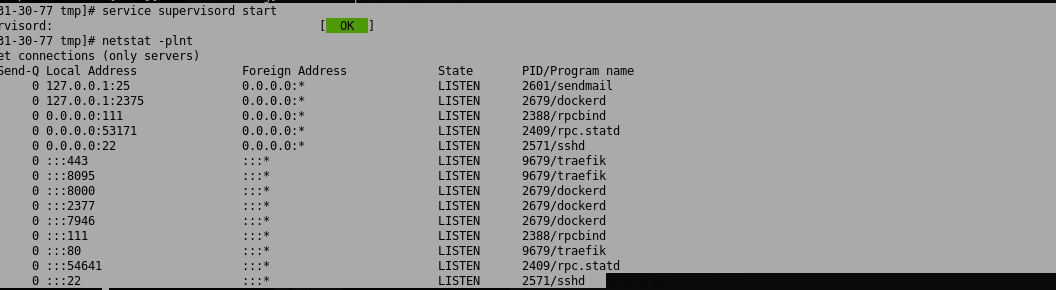 31-30-77 tmp]# service supervisord start
rvisord: [ OK ]
31-30-77 tmp]# netstat -plnt
et connections (only servers)
Send-Q Local Address Foreign Address State PID/Program name
0 127.0.0.1:25 0.0.0.0:* LISTEN 2601/sendmail
0 127.0.0.1:2375 0.0.0.0:* LISTEN 2679/dockerd
0 0.0.0.0:111 0.0.0.0:* LISTEN 2388/rpcbind
0 0.0.0.0:53171 0.0.0.0:* LISTEN 2409/rpc.statd
0 0.0.0.0:22 0.0.0.0:* LISTEN 2571/sshd
0 :::443 :::* LISTEN 9679/traefik
0 :::8095 :::* LISTEN 9679/traefik
0 :::8000 :::* LISTEN 2679/dockerd
0 :::2377 :::* LISTEN 2679/dockerd
0 :::7946 :::* LISTEN 2679/dockerd
0 :::111 :::* LISTEN 2388/rpcbind
0 :::80 :::* LISTEN 9679/traefik
0 :::54641 :::* LISTEN 2409/rpc.statd
0 :::22 :::* LISTEN 2571/sshd